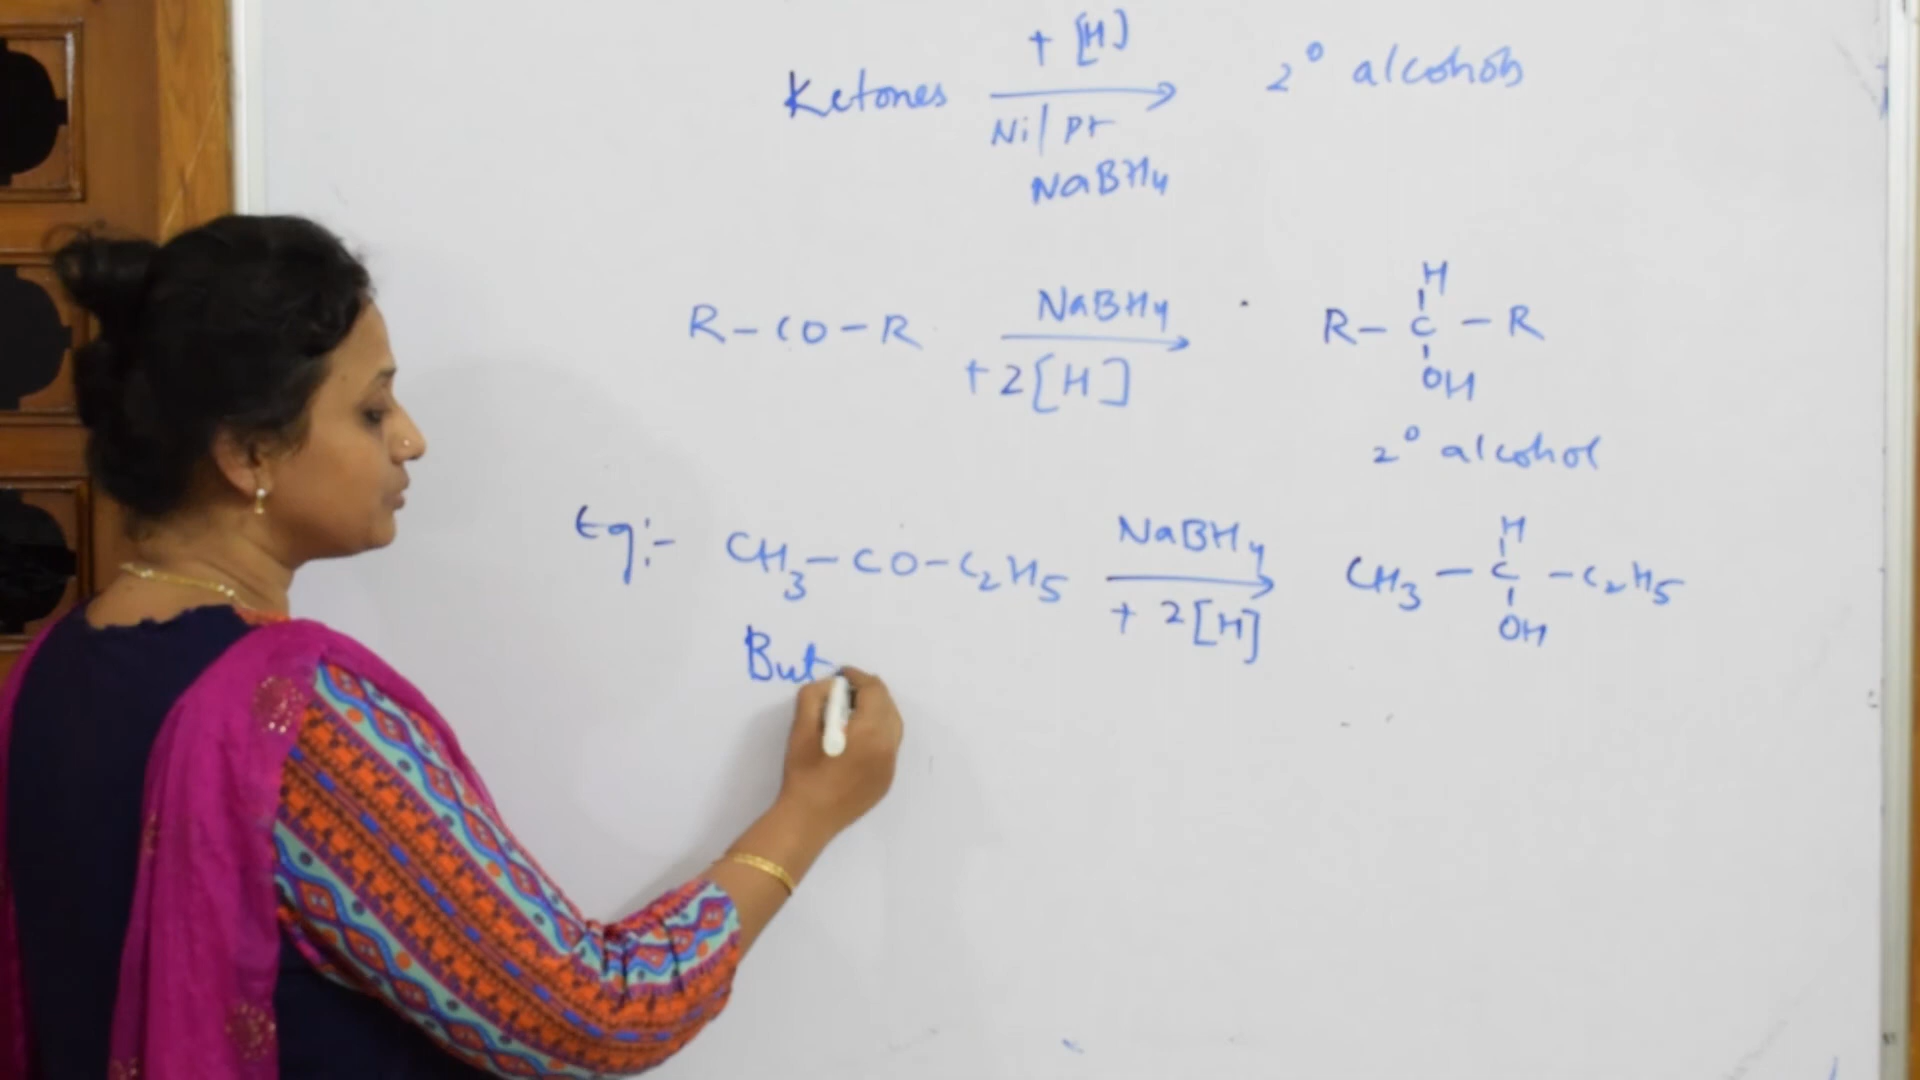 + [H]
Ketones ⟶ 2° alcohols
Ni/Pt
NaBH4
NaBH4
H
R–CO–R ⟶ R–C–R
+2[H]
OH
2° alcohol
NaBH4
H
Eg:- CH3–CO–C2H5 ⟶ CH3–C–C2H5
+ 2[H]
OH
But